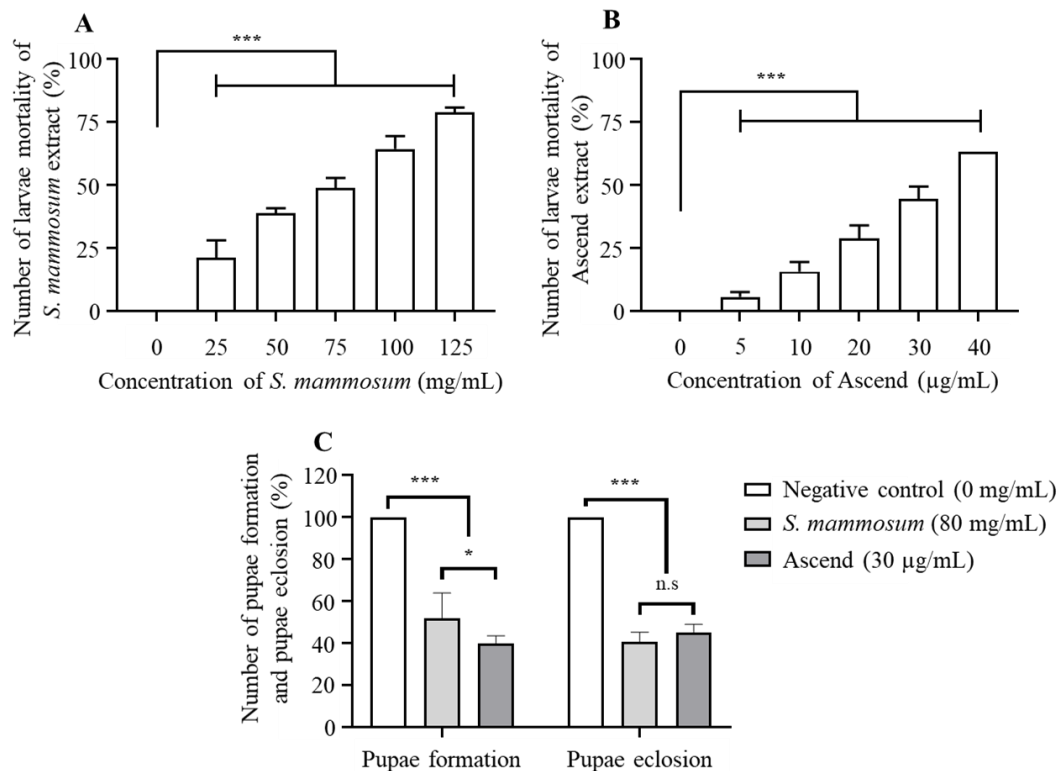 A
Number of larvae mortality of
S. mammosum extract (%)
100
75
50
25
0
***
0 25 50 75 100 125
Concentration of S. mammosum (mg/mL)
B
Number of larvae mortality of
Ascend extract (%)
100
75
50
25
0
***
0 5 10 20 30 40
Concentration of Ascend (µg/mL)
C
Number of pupae formation
and pupae eclosion (%)
120
100
80
60
40
20
0
***
*
***
n.s
Pupae formation
Pupae eclosion
Negative control (0 mg/mL)
S. mammosum (80 mg/mL)
Ascend (30 µg/mL)